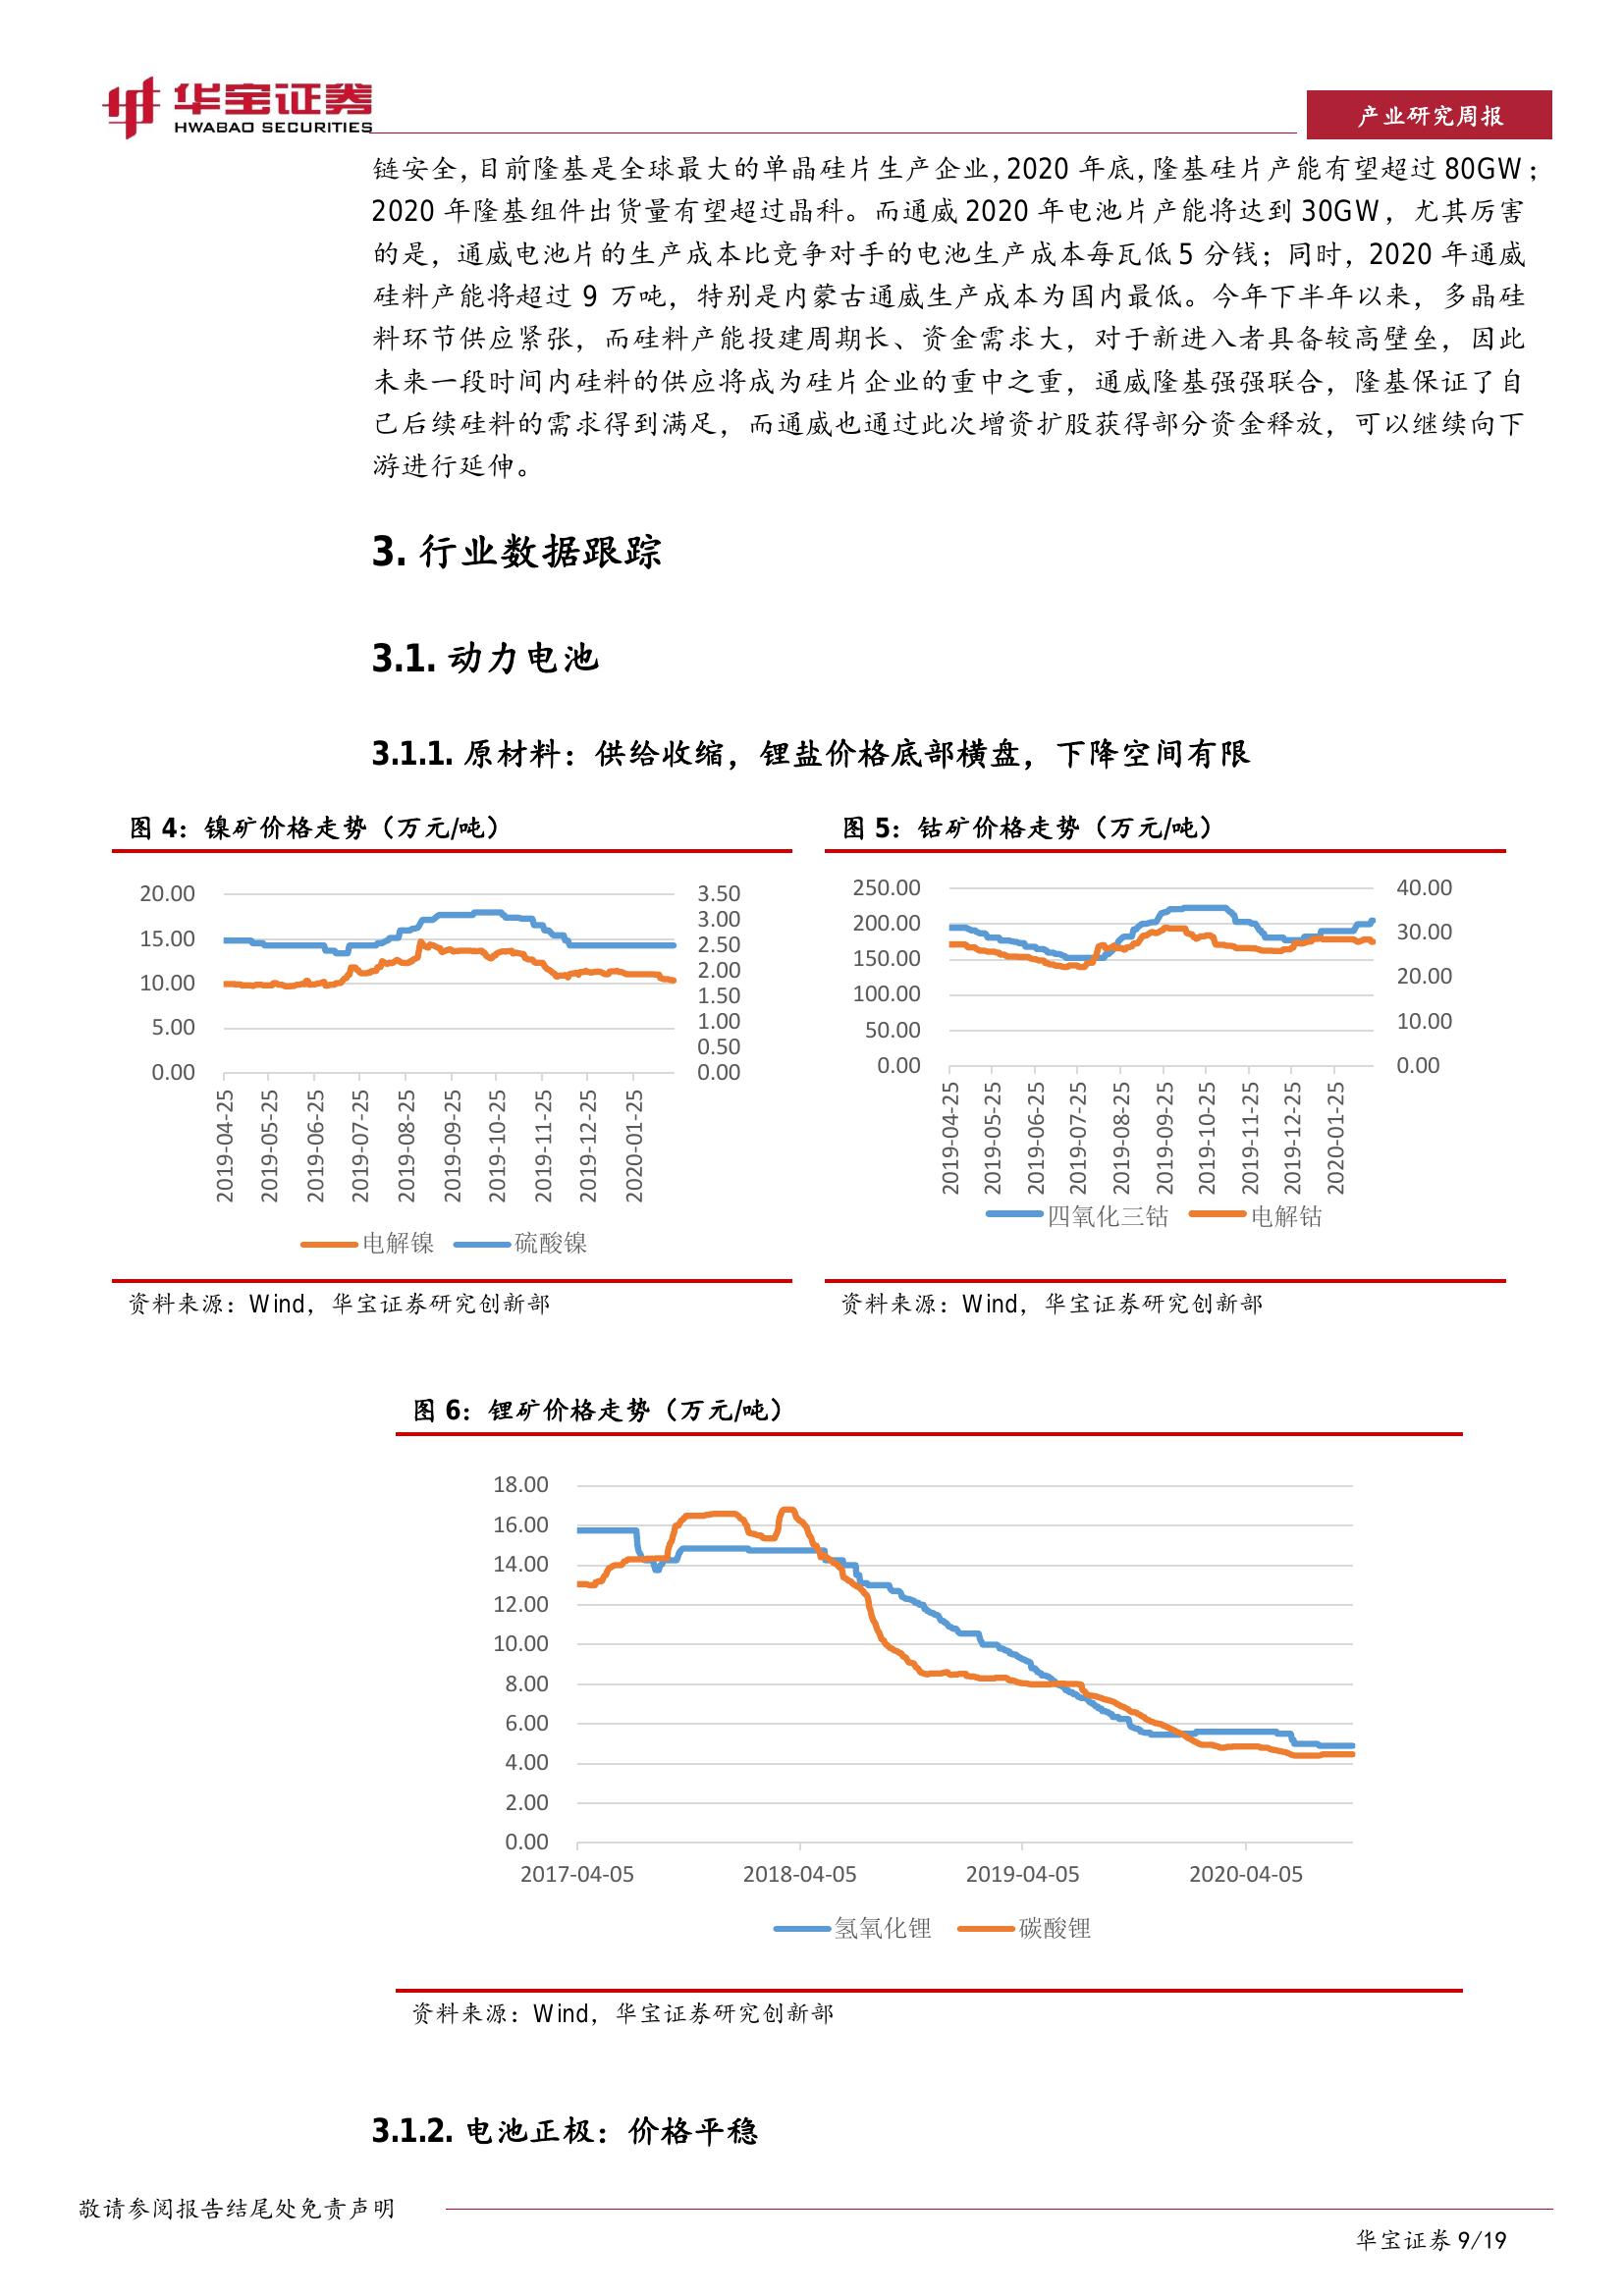 华宝证券
HWABAO SECURITIES
产业研究周报
链安全，目前隆基是全球最大的单晶硅片生产企业，2020 年底，隆基硅片产能有望超过 80GW；
2020 年隆基组件出货量有望超过晶科。而通威 2020 年电池片产能将达到 30GW，尤其厉害
的是，通威电池片的生产成本比竞争对手的电池生产成本每瓦低 5 分钱；同时，2020 年通威
硅料产能将超过 9 万吨，特别是内蒙古通威生产成本为国内最低。今年下半年以来，多晶硅
料环节供应紧张，而硅料产能投建周期长、资金需求大，对于新进入者具备较高壁垒，因此
未来一段时间内硅料的供应将成为硅片企业的重中之重，通威隆基强强联合，隆基保证了自
己后续硅料的需求得到满足，而通威也通过此次增资扩股获得部分资金释放，可以继续向下
游进行延伸。
3. 行业数据跟踪
3.1. 动力电池
3.1.1. 原材料：供给收缩，锂盐价格底部横盘，下降空间有限
图 4：镍矿价格走势（万元/吨）
20.00
15.00
10.00
5.00
0.00
3.50
3.00
2.50
2.00
1.50
1.00
0.50
0.00
2019-04-25
2019-05-25
2019-06-25
2019-07-25
2019-08-25
2019-09-25
2019-10-25
2019-11-25
2019-12-25
2020-01-25
电解镍 硫酸镍
资料来源：Wind，华宝证券研究创新部
图 5：钴矿价格走势（万元/吨）
250.00
200.00
150.00
100.00
50.00
0.00
40.00
30.00
20.00
10.00
0.00
2019-04-25
2019-05-25
2019-06-25
2019-07-25
2019-08-25
2019-09-25
2019-10-25
2019-11-25
2019-12-25
2020-01-25
四氧化三钴 电解钴
资料来源：Wind，华宝证券研究创新部
图 6：锂矿价格走势（万元/吨）
18.00
16.00
14.00
12.00
10.00
8.00
6.00
4.00
2.00
0.00
2017-04-05 2018-04-05 2019-04-05 2020-04-05
氢氧化锂 碳酸锂
资料来源：Wind，华宝证券研究创新部
3.1.2. 电池正极：价格平稳
敬请参阅报告结尾处免责声明
华宝证券 9/19